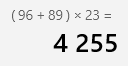 ( 96 + 89 ) × 23 =
4 255